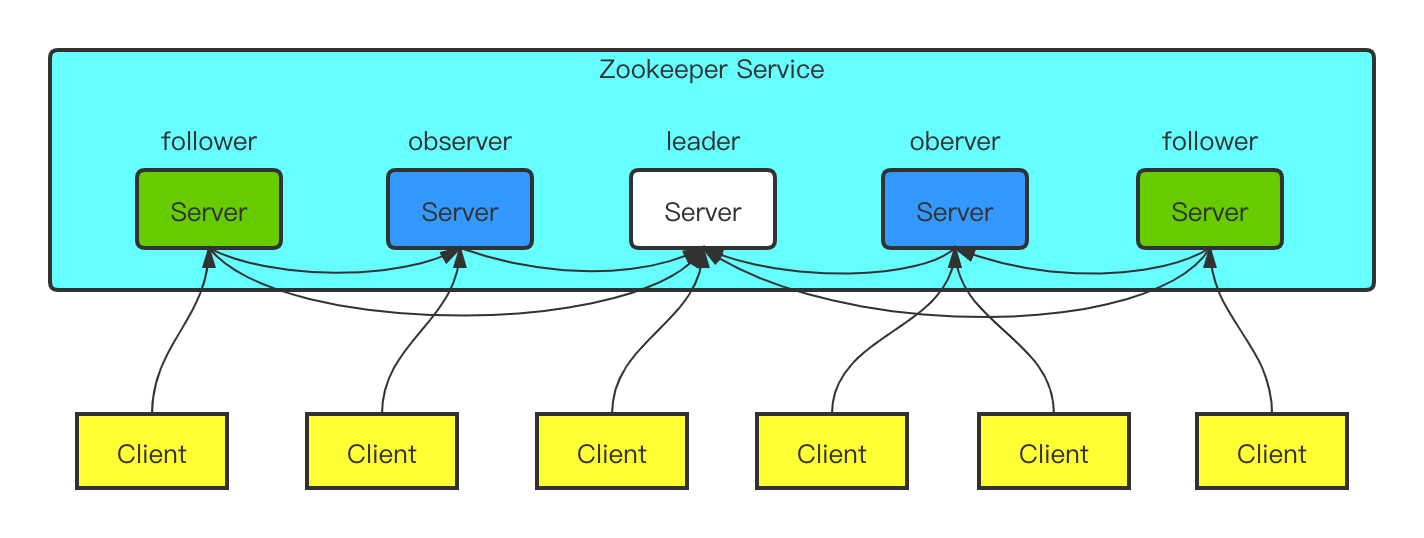 Zookeeper Service
follower
observer
leader
oberver
follower
Server
Server
Server
Server
Server
Client
Client
Client
Client
Client
Client